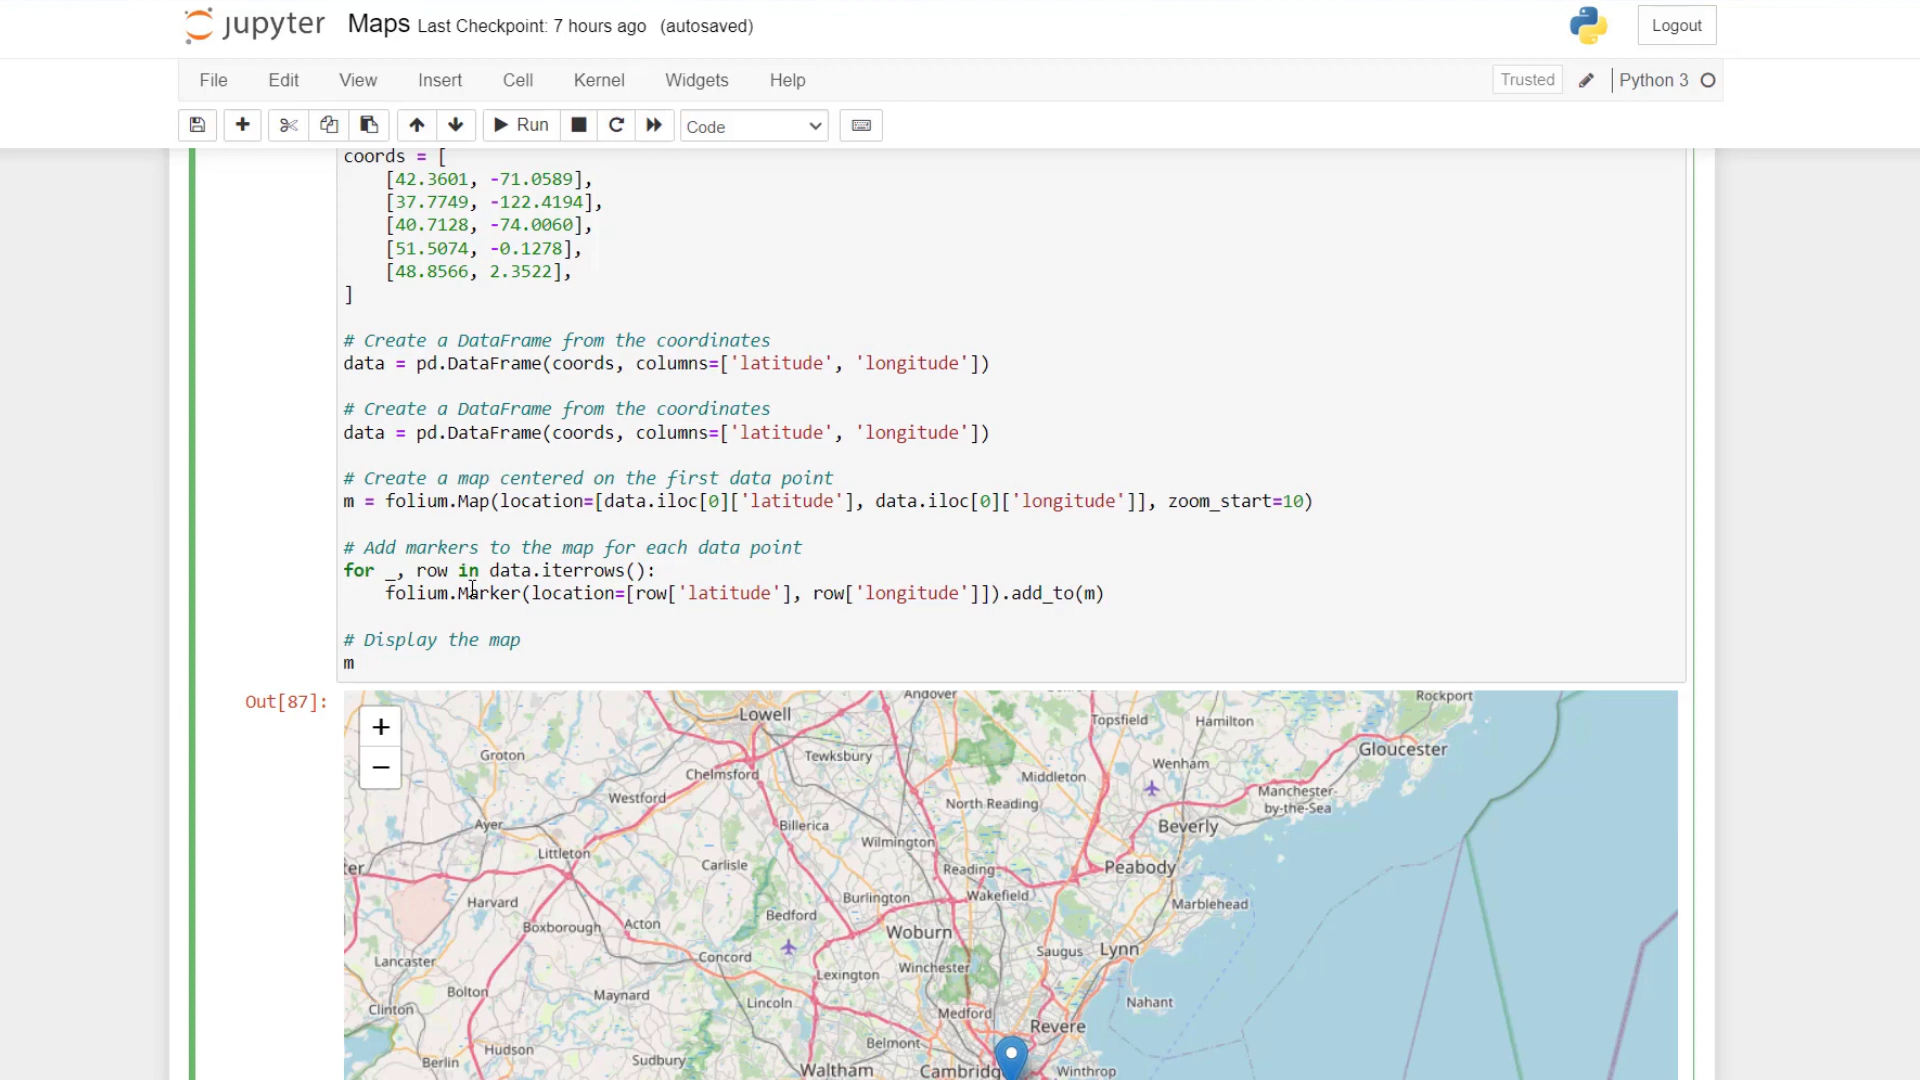 jupyter Maps Last Checkpoint: 7 hours ago (autosaved) Logout
File Edit View Insert Cell Kernel Widgets Help Trusted Python 3
Run Code
coords = [
    [42.3601, -71.0589],
    [37.7749, -122.4194],
    [40.7128, -74.0060],
    [51.5074, -0.1278],
    [48.8566, 2.3522],
]
# Create a DataFrame from the coordinates
data = pd.DataFrame(coords, columns=['latitude', 'longitude'])
# Create a DataFrame from the coordinates
data = pd.DataFrame(coords, columns=['latitude', 'longitude'])
# Create a map centered on the first data point
m = folium.Map(location=[data.iloc[0]['latitude'], data.iloc[0]['longitude']], zoom_start=10)
# Add markers to the map for each data point
for _, row in data.iterrows():
    folium.Marker(location=[row['latitude'], row['longitude']]).add_to(m)
# Display the map
m
Out[87]:
+
−
Andover
Rockport
Lowell
Topsfield
Hamilton
Groton
Tewksbury
Gloucester
Chelmsford
Middleton
Wenham
Westford
North Reading
Manchester-
by-the-Sea
Ayer
Billerica
Wilmington
Beverly
Littleton
Carlisle
Reading
Peabody
ter
Harvard
Burlington
Wakefield
Marblehead
Acton
Bedford
Boxborough
Woburn
Saugus
Lynn
Lancaster
Concord
Lexington
Winchester
Bolton
Maynard
Lincoln
Nahant
Clinton
Medford
Revere
Hudson
Belmont
Berlin
Sudbury
Waltham
Cambridg
Winthrop